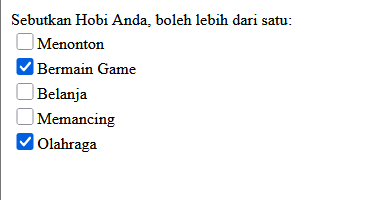 Sebutkan Hobi Anda, boleh lebih dari satu:
Menonton
Bermain Game
Belanja
Memancing
Olahraga